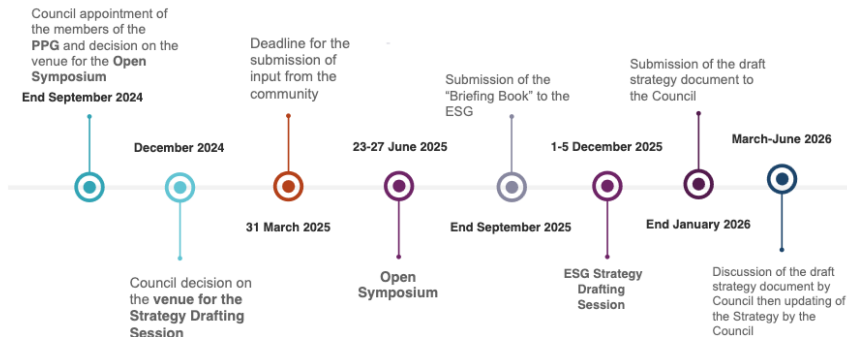 Council appointment of
the members of the
PPG and decision on the
venue for the Open
Symposium
End September 2024
December 2024
Council decision on
the venue for the
Strategy Drafting
Session
Deadline for the
submission of
input from the
community
31 March 2025
23-27 June 2025
Open
Symposium
Submission of the
“Briefing Book” to the
ESG
End September 2025
1-5 December 2025
ESG Strategy
Drafting
Session
Submission of the draft
strategy document to
the Council
End January 2026
March-June 2026
Discussion of the draft
strategy document by
Council then updating of
the Strategy by the
Council